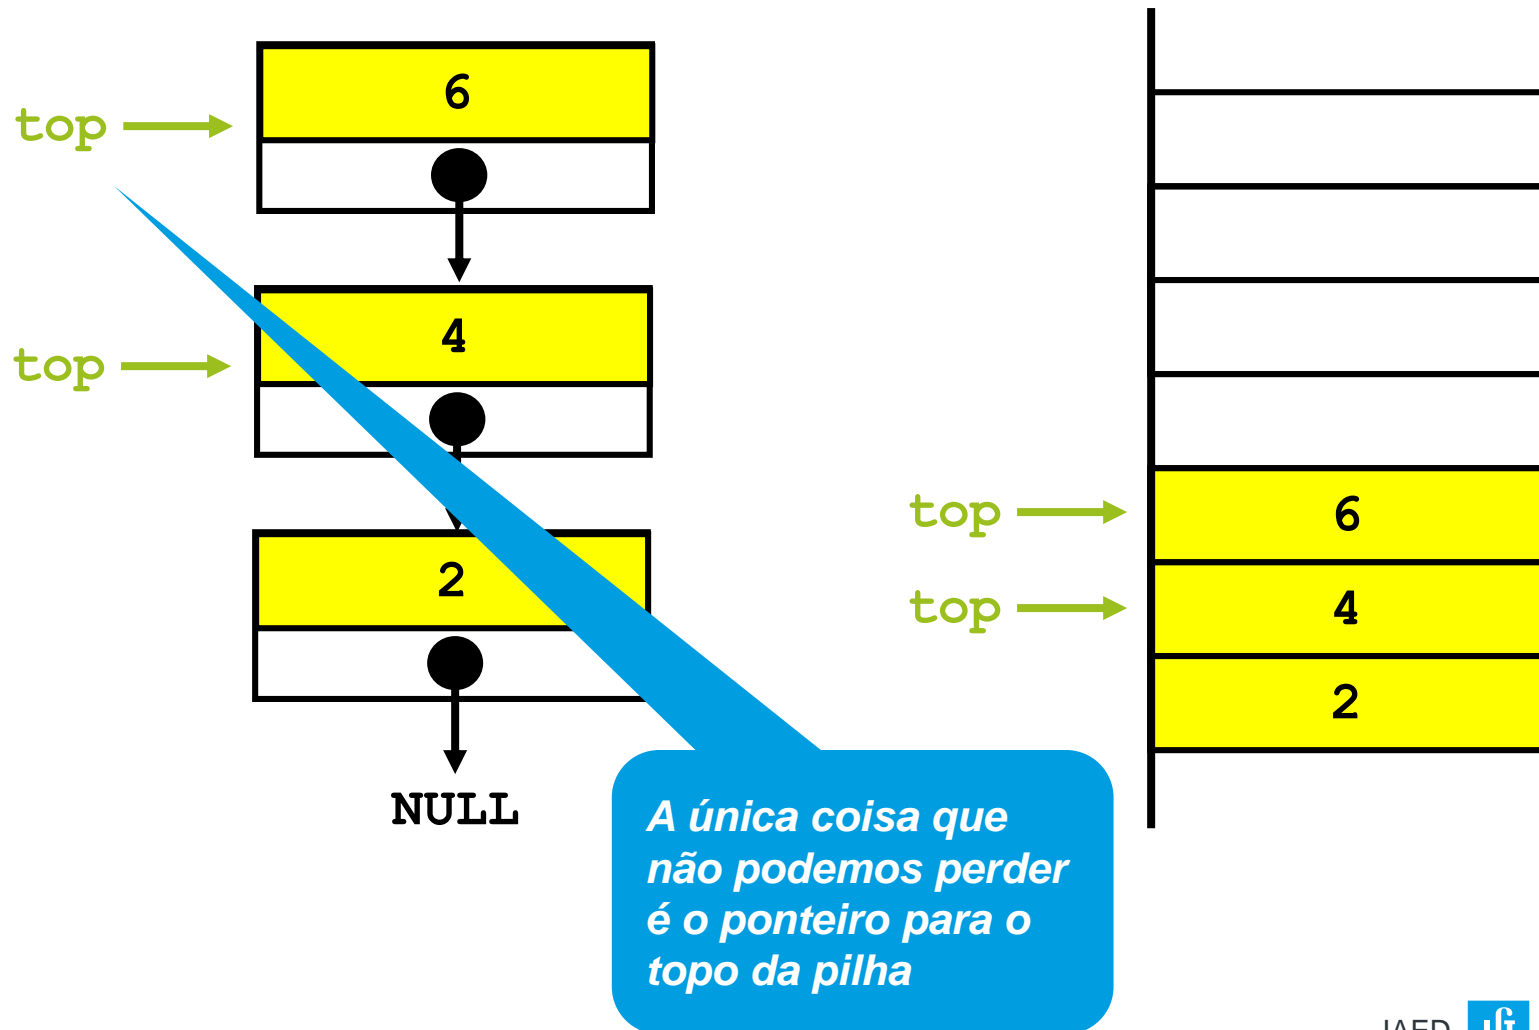 6
top
4
top
2
NULL
top
6
top
4
2
A única coisa que
não podemos perder
é o ponteiro para o
topo da pilha